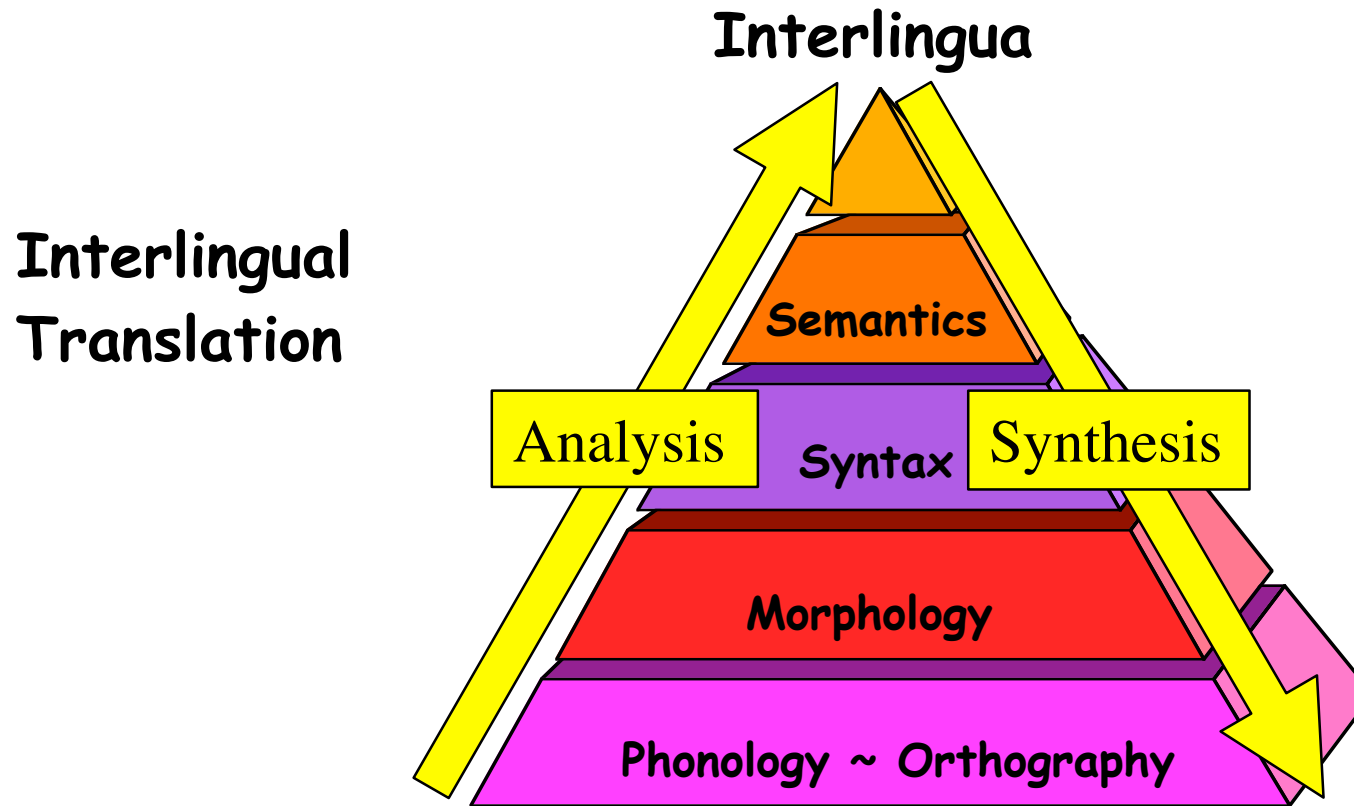 Interlingua
Interlingual
Translation
Semantics
Analysis
Syntax
Synthesis
Morphology
Phonology ~ Orthography